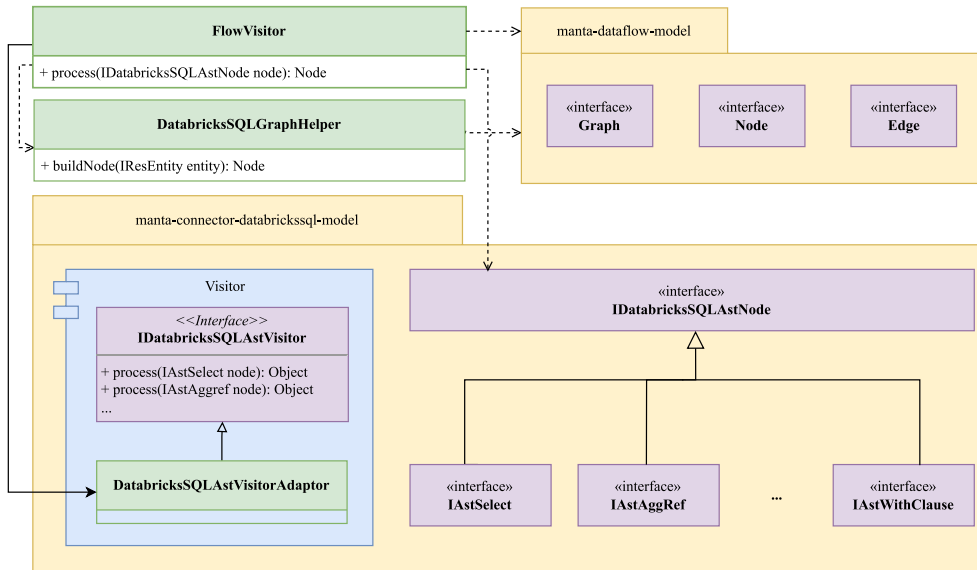 FlowVisitor
+ process(IDatabricksSQLAstNode node): Node
DatabricksSQLGraphHelper
+ buildNode(IResEntity entity): Node
manta-dataflow-model
«interface»
Graph
«interface»
Node
«interface»
Edge
manta-connector-databrickssql-model
Visitor
<<Interface>>
IDatabricksSQLAstVisitor
+ process(IAstSelect node): Object
+ process(IAstAggref node): Object
...
DatabricksSQLAstVisitorAdaptor
«interface»
IDatabricksSQLAstNode
«interface»
IAstSelect
«interface»
IAstAggRef
...
«interface»
IAstWithClause